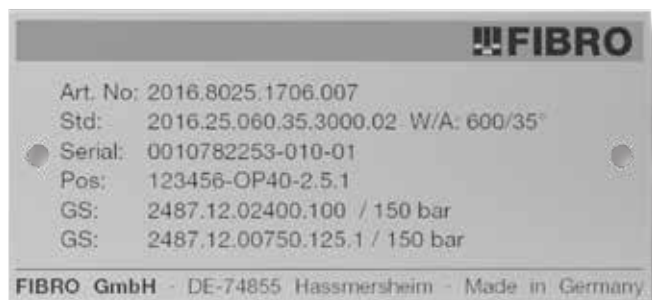 FIBRO
Art. No: 2016.8025.1706.007
Std: 2016.25.060.35.3000.02 W/A: 600/35°
Serial: 0010782253-010-01
Pos: 123456-OP40-2.5.1
GS: 2487.12.02400.100 / 150 bar
GS: 2487.12.00750.125.1 / 150 bar
FIBRO GmbH · DE-74855 Hassmersheim · Made in Germany